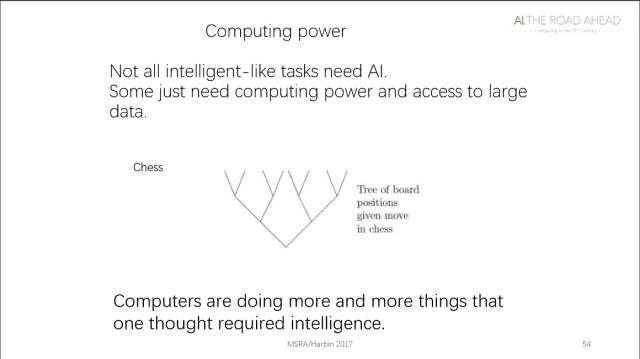 Computing power
AI. THE ROAD AHEAD
Computing in the 21st Century
Not all intelligent-like tasks need AI.
Some just need computing power and access to large
data.
Chess
Tree of board
positions
given move
in chess
Computers are doing more and more things that
one thought required intelligence.
MSRA/Harbin 2017
54